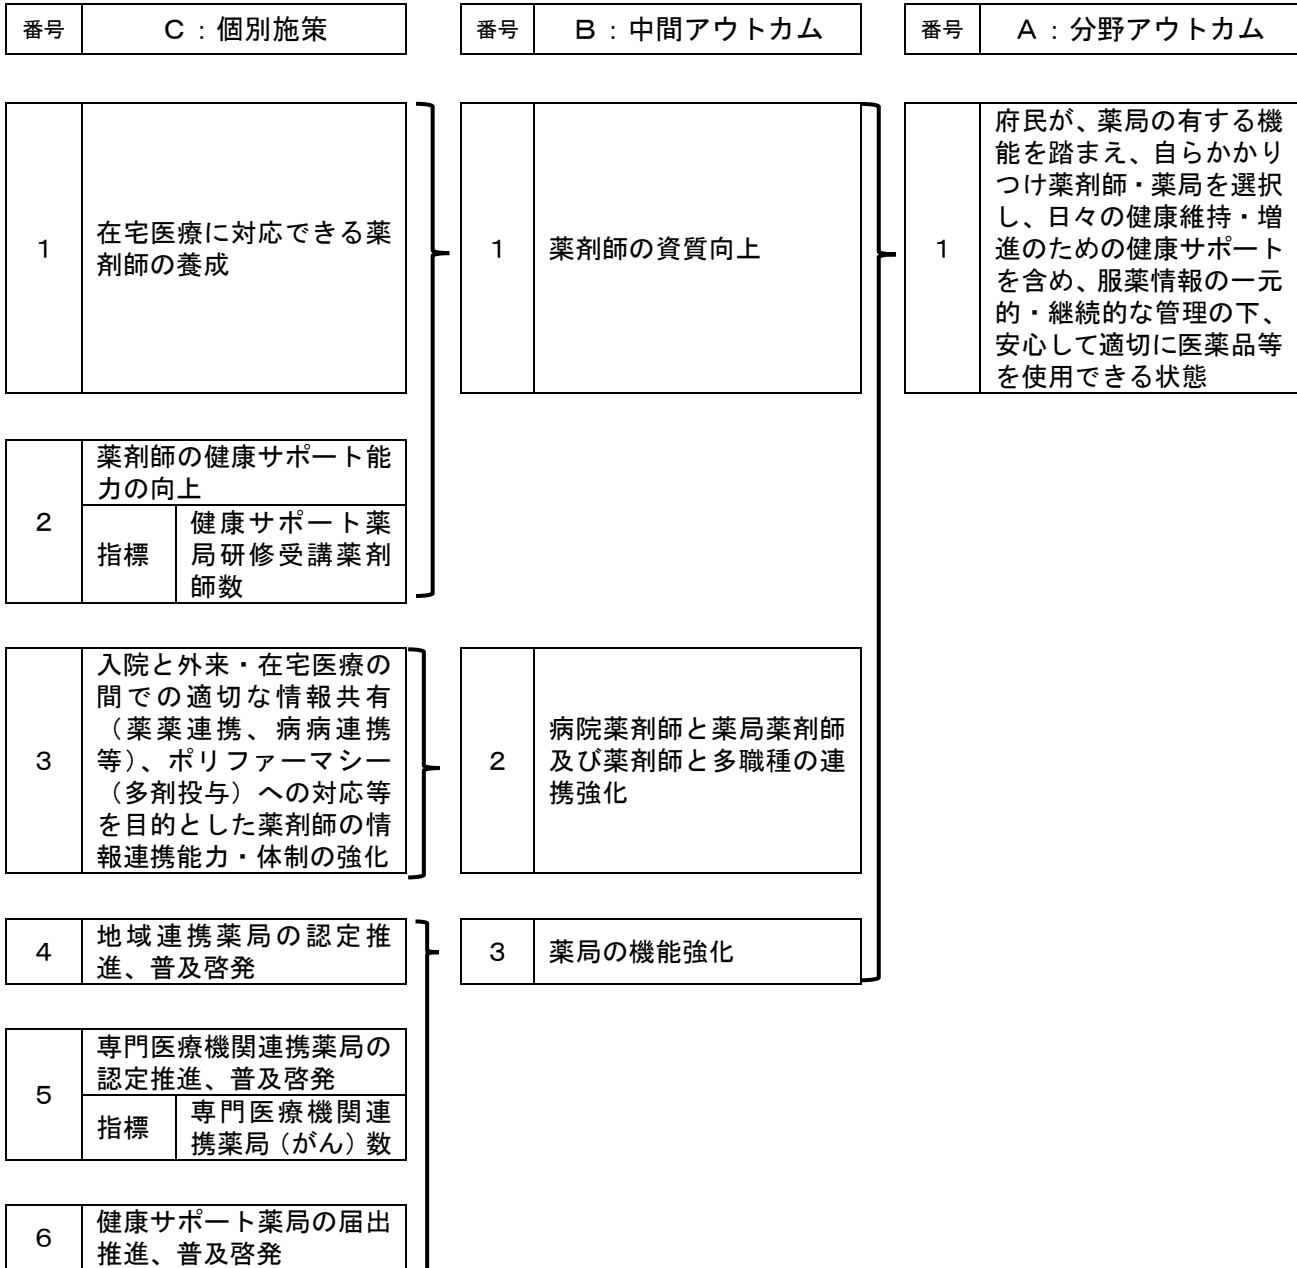 番号 C：個別施策 番号 B：中間アウトカム 番号 A：分野アウトカム
1
在宅医療に対応できる薬
剤師の養成
1
薬剤師の資質向上
1
府民が、薬局の有する機
能を踏まえ、自らかかり
つけ薬剤師・薬局を選択
し、日々の健康維持・増
進のための健康サポート
を含め、服薬情報の一元
的・継続的な管理の下、
安心して適切に医薬品等
を使用できる状態
2
薬剤師の健康サポート能
力の向上
指標
健康サポート薬
局研修受講薬剤
師数
3
入院と外来・在宅医療の
間での適切な情報共有
（薬薬連携、病病連携
等）、ポリファーマシー
（多剤投与）への対応等
を目的とした薬剤師の情
報連携能力・体制の強化
2
病院薬剤師と薬局薬剤師
及び薬剤師と多職種の連
携強化
4
地域連携薬局の認定推
進、普及啓発
3
薬局の機能強化
5
専門医療機関連携薬局の
認定推進、普及啓発
指標
専門医療機関連
携薬局（がん）数
6
健康サポート薬局の届出
推進、普及啓発